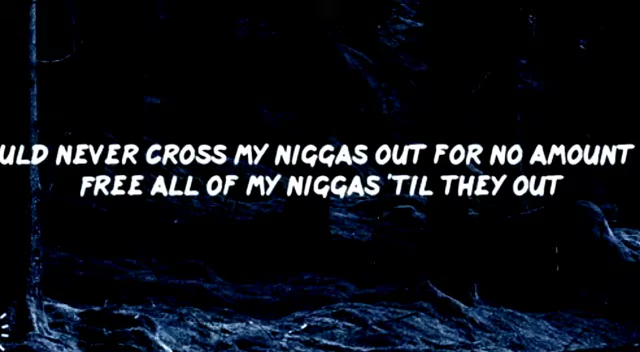 ULD NEVER CROSS MY NIGGAS OUT FOR NO AMOUNT
FREE ALL OF MY NIGGAS 'TIL THEY OUT